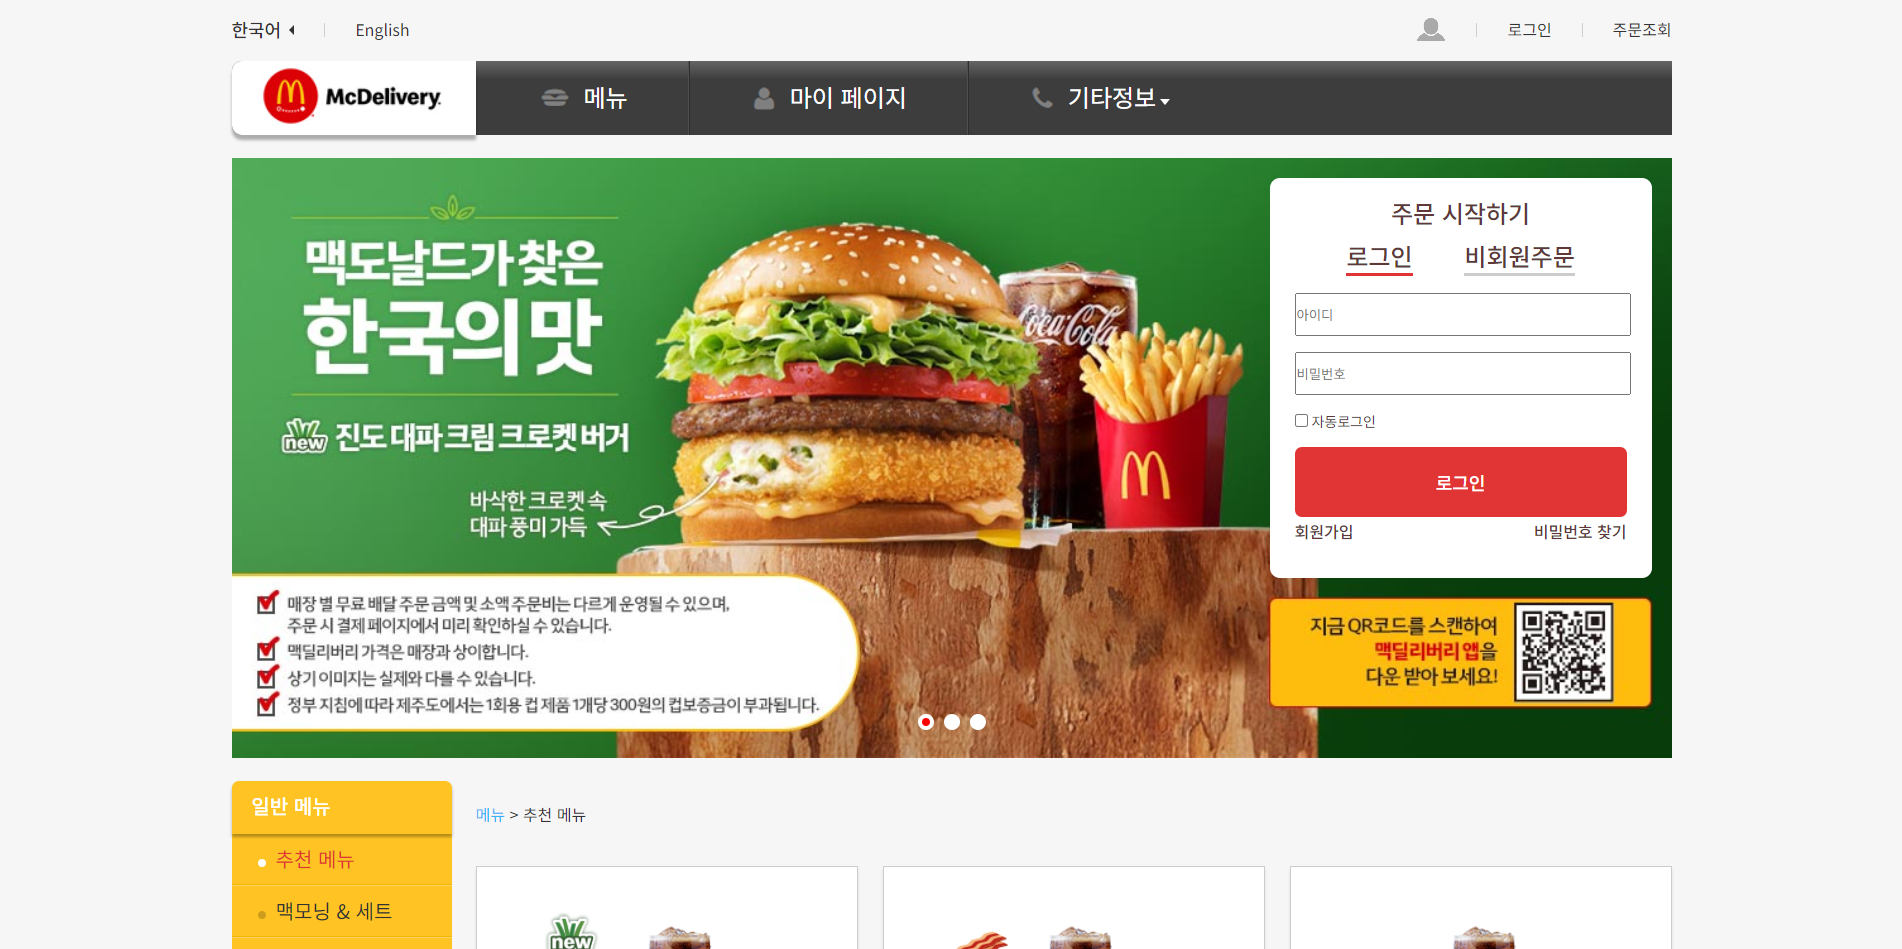 한국어
English
로그인
주문조회
McDelivery
메뉴
마이 페이지
기타정보
맥도날드가 찾은
한국의 맛
new 진도 대파 크림 크로켓 버거
바삭한 크로켓 속
대파 풍미 가득
Coca-Cola
매장 별 무료 배달 주문 금액 및 소액 주문비는 다르게 운영될 수 있으며,
주문 시 결제 페이지에서 미리 확인하실 수 있습니다.
맥딜리버리 가격은 매장과 상이합니다.
상기 이미지는 실제와 다를 수 있습니다.
정부 지침에 따라 제주도에서는 1회용 컵 제품 1개당 300원의 컵보증금이 부과됩니다.
주문 시작하기
로그인
비회원주문
아이디
비밀번호
자동로그인
로그인
회원가입
비밀번호 찾기
지금 QR코드를 스캔하여
맥딜리버리 앱을
다운 받아 보세요!
일반 메뉴
추천 메뉴
맥모닝 & 세트
메뉴 > 추천 메뉴
new